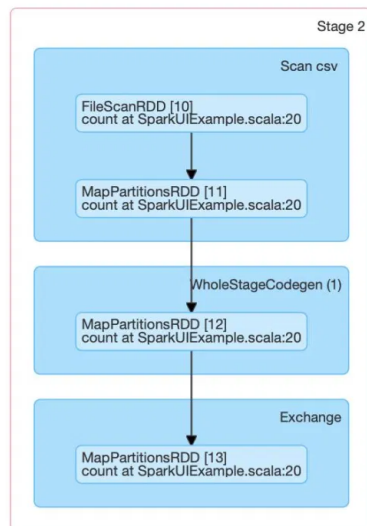 Stage 2
Scan csv
FileScanRDD [10]
count at SparkUIExample.scala:20
MapPartitionsRDD [11]
count at SparkUIExample.scala:20
WholeStageCodegen (1)
MapPartitionsRDD [12]
count at SparkUIExample.scala:20
Exchange
MapPartitionsRDD [13]
count at SparkUIExample.scala:20